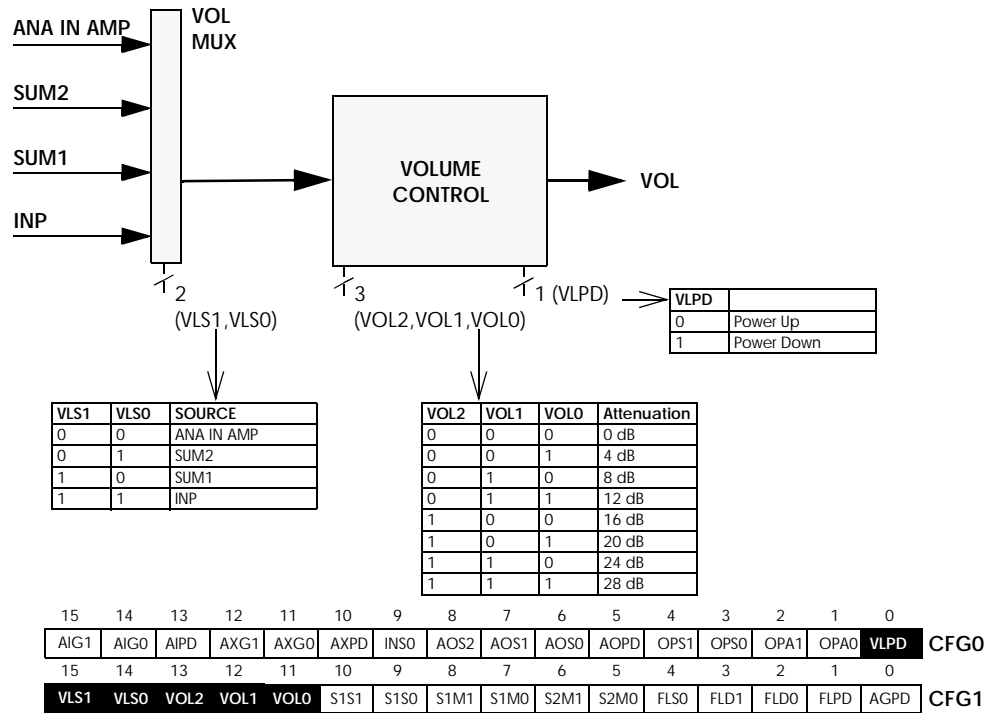 ANA IN AMP
VOL
MUX
SUM2
SUM1
INP
VOLUME
CONTROL
VOL
2
(VLS1,VLS0)
3
(VOL2,VOL1,VOL0)
1 (VLPD)
VLPD
0 Power Up
1 Power Down
VLS1 VLS0 SOURCE
0 0 ANA IN AMP
0 1 SUM2
1 0 SUM1
1 1 INP
VOL2 VOL1 VOL0 Attenuation
0 0 0 0 dB
0 0 1 4 dB
0 1 0 8 dB
0 1 1 12 dB
1 0 0 16 dB
1 0 1 20 dB
1 1 0 24 dB
1 1 1 28 dB
15 14 13 12 11 10 9 8 7 6 5 4 3 2 1 0
AIG1 AIG0 AIPD AXG1 AXG0 AXPD INS0 AOS2 AOS1 AOS0 AOPD OPS1 OPS0 OPA1 OPA0 VLPD CFG0
15 14 13 12 11 10 9 8 7 6 5 4 3 2 1 0
VLS1 VLS0 VOL2 VOL1 VOL0 S1S1 S1S0 S1M1 S1M0 S2M1 S2M0 FLS0 FLD1 FLD0 FLPD AGPD CFG1